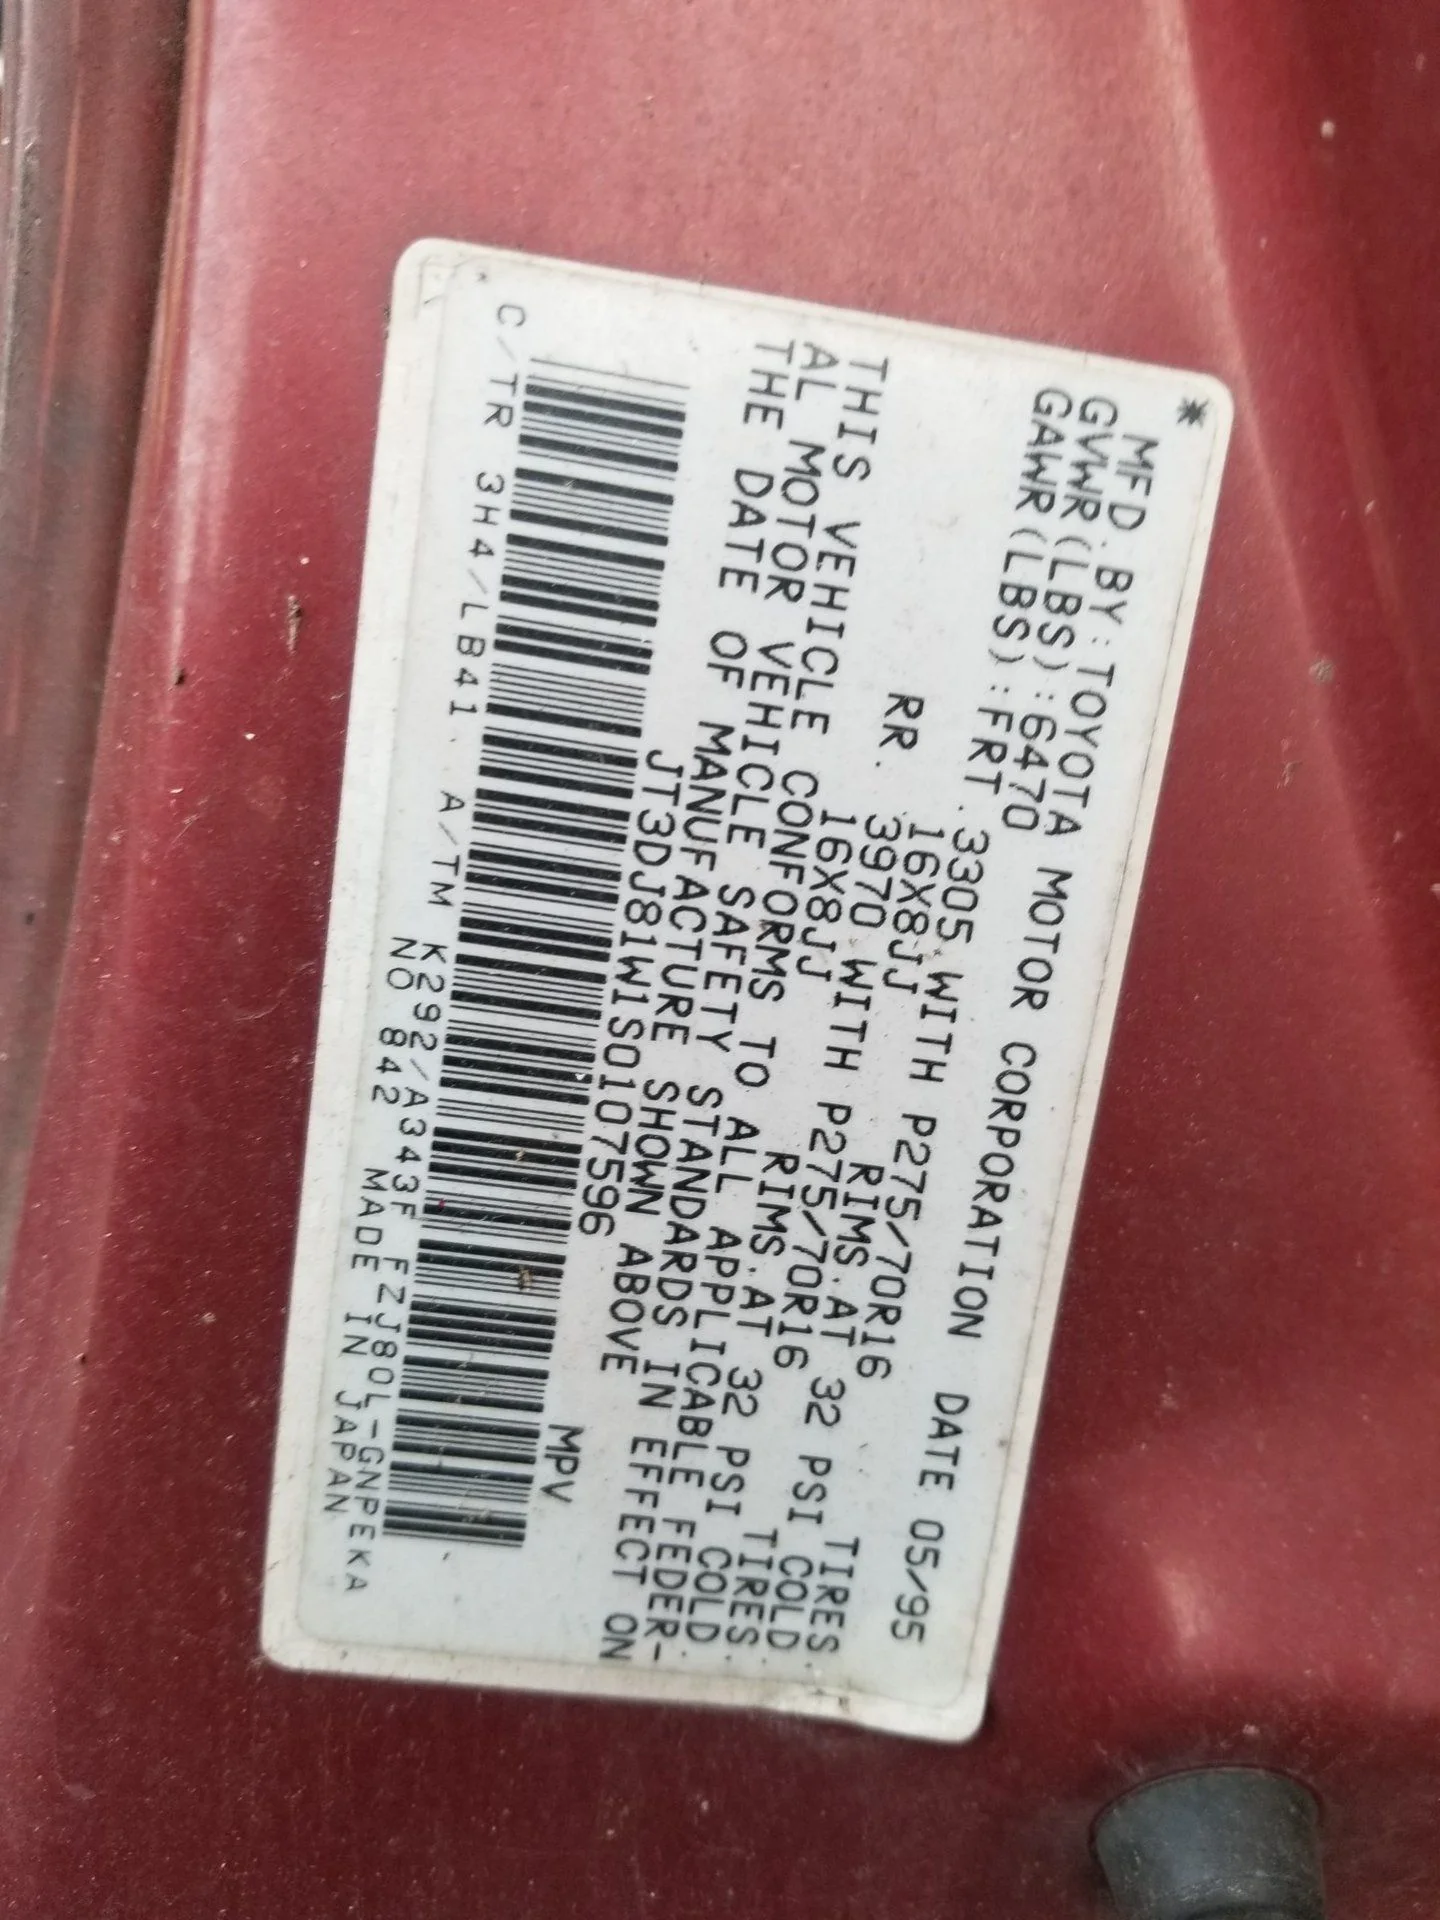 *
MFD. BY: TOYOTA MOTOR CORPORATION DATE 05/95
GVWR(LBS):6470
GAWR(LBS):FRT. 3305 WITH P275/70R16 TIRES.
16X8JJ RIMS. AT 32 PSI COLD.
RR. 3970 WITH P275/70R16 TIRES.
16X8JJ RIMS. AT 32 PSI COLD.
THIS VEHICLE CONFORMS TO ALL APPLICABLE FEDER-
AL MOTOR VEHICLE SAFETY STANDARDS IN EFFECT ON
THE DATE OF MANUFACTURE SHOWN ABOVE
JT3DJ81W1S0107596 MPV
C/TR 3H4/LB41. A/TM K292/A343F FZJ80L-GNPEKA
NO 842 MADE IN JAPAN